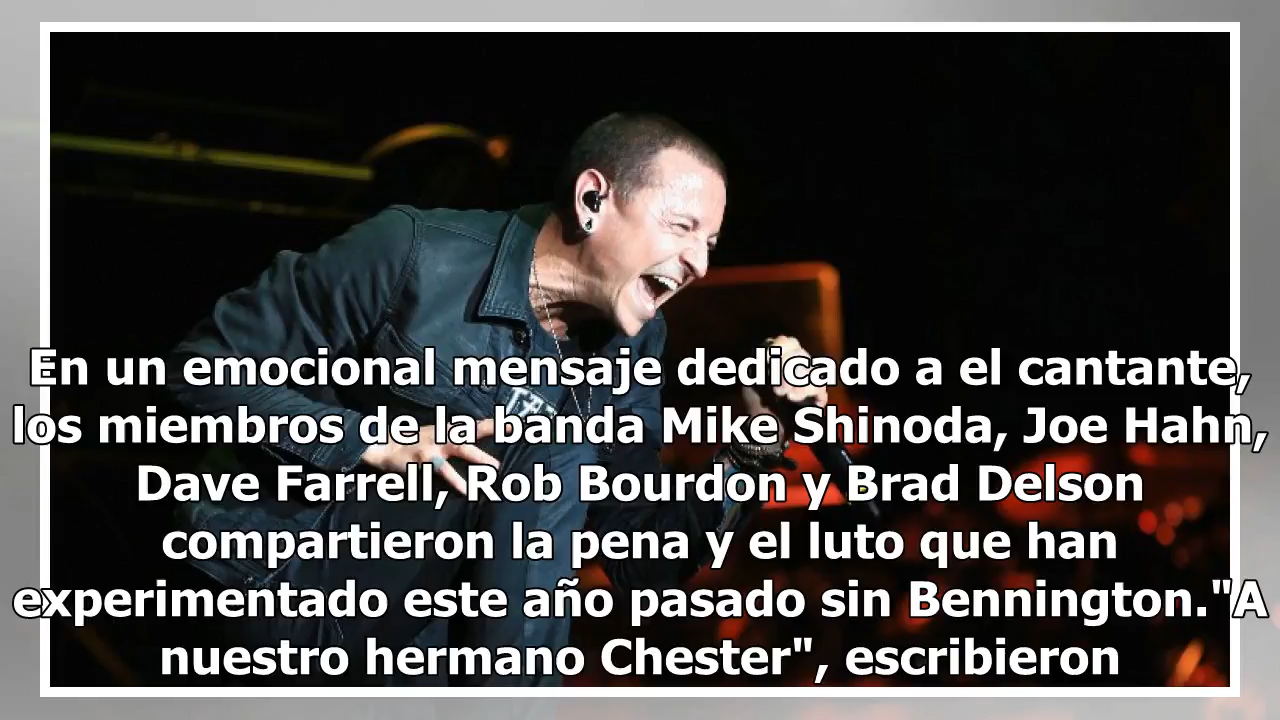 En un emocional mensaje dedicado a el cantante,
los miembros de la banda Mike Shinoda, Joe Hahn,
Dave Farrell, Rob Bourdon y Brad Delson
compartieron la pena y el luto que han
experimentado este año pasado sin Bennington."A
nuestro hermano Chester", escribieron